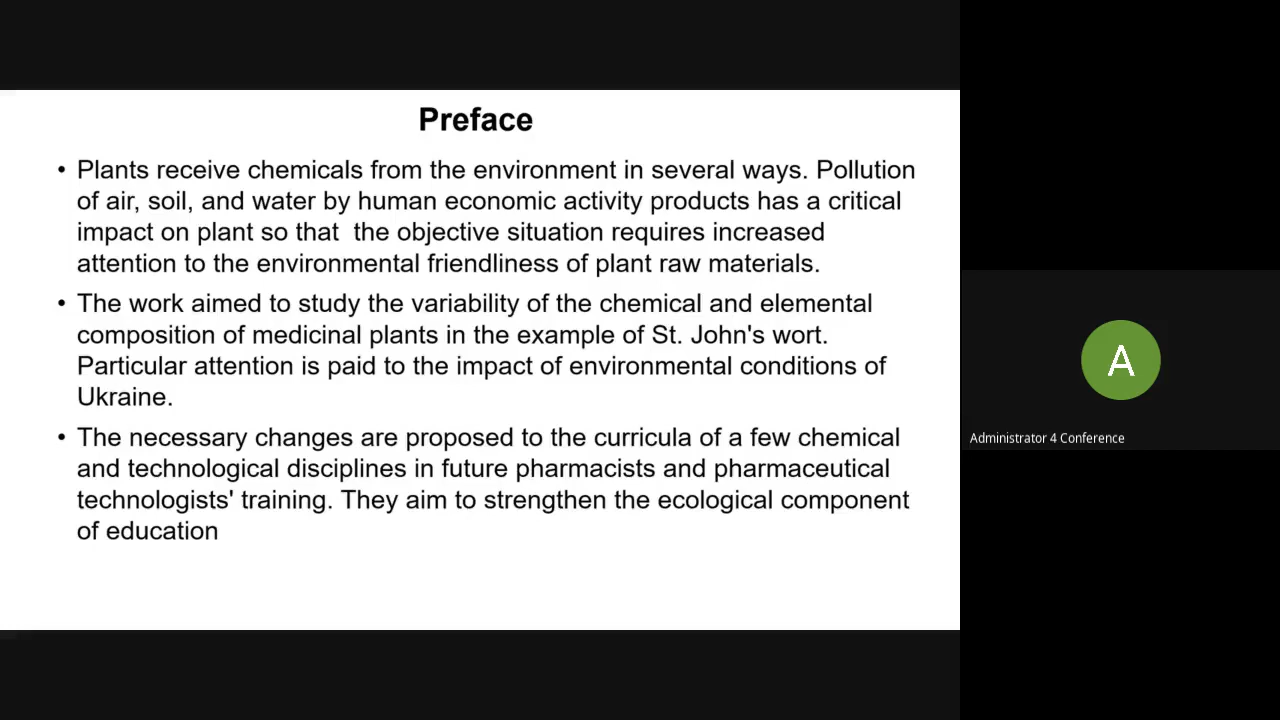 Preface
• Plants receive chemicals from the environment in several ways. Pollution
of air, soil, and water by human economic activity products has a critical
impact on plant so that  the objective situation requires increased
attention to the environmental friendliness of plant raw materials.
• The work aimed to study the variability of the chemical and elemental
composition of medicinal plants in the example of St. John's wort.
Particular attention is paid to the impact of environmental conditions of
Ukraine.
• The necessary changes are proposed to the curricula of a few chemical
and technological disciplines in future pharmacists and pharmaceutical
technologists' training. They aim to strengthen the ecological component
of education
A
Administrator 4 Conference